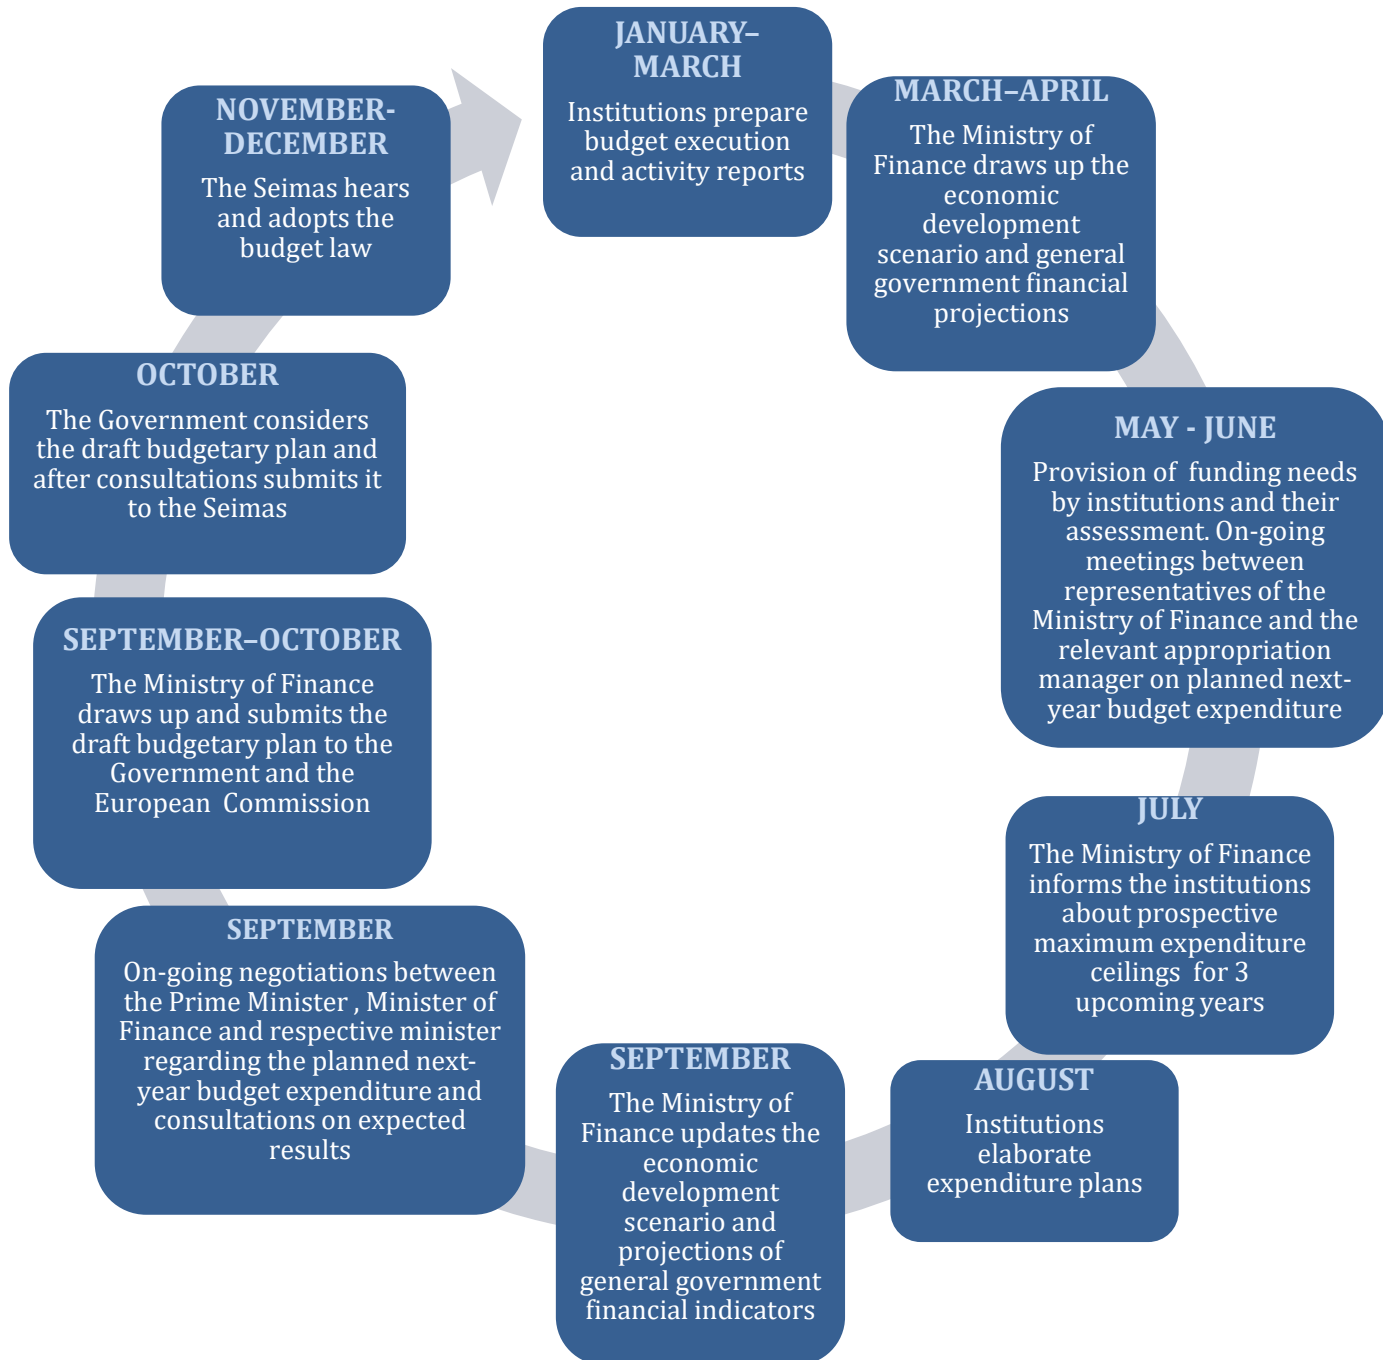 JANUARY–
MARCH
Institutions prepare
budget execution
and activity reports
MARCH–APRIL
The Ministry of
Finance draws up the
economic
development
scenario and general
government financial
projections
MAY - JUNE
Provision of  funding needs
by institutions and their
assessment. On-going
meetings between
representatives of the
Ministry of Finance and the
relevant appropriation
manager on planned next-
year budget expenditure
JULY
The Ministry of Finance
informs the institutions
about prospective
maximum expenditure
ceilings  for 3
upcoming years
AUGUST
Institutions
elaborate
expenditure plans
SEPTEMBER
The Ministry of
Finance updates the
economic
development
scenario and
projections of
general government
financial indicators
SEPTEMBER
On-going negotiations between
the Prime Minister , Minister of
Finance and respective minister
regarding the planned next-
year budget expenditure and
consultations on expected
results
SEPTEMBER–OCTOBER
The Ministry of Finance
draws up and submits the
draft budgetary plan to the
Government and the
European  Commission
OCTOBER
The Government considers
the draft budgetary plan and
after consultations submits it
to the Seimas
NOVEMBER-
DECEMBER
The Seimas hears
and adopts the
budget law